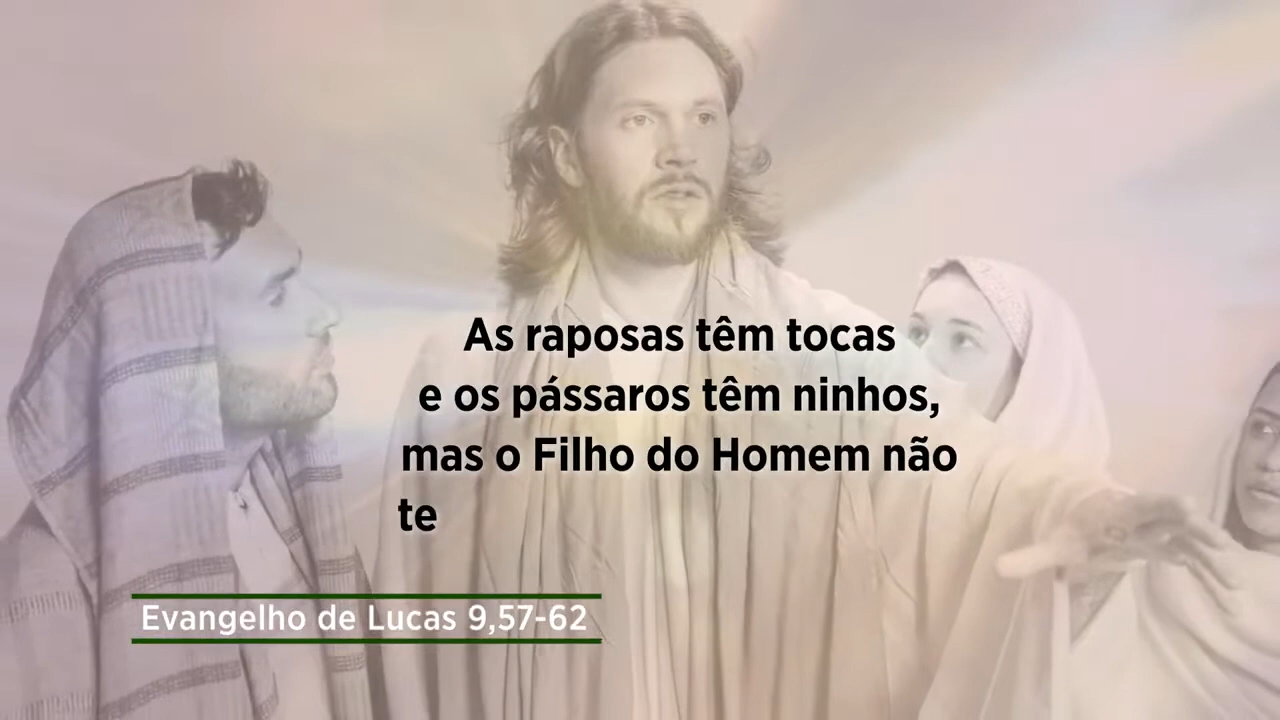 As raposas têm tocas
e os pássaros têm ninhos,
mas o Filho do Homem não
te
Evangelho de Lucas 9,57-62